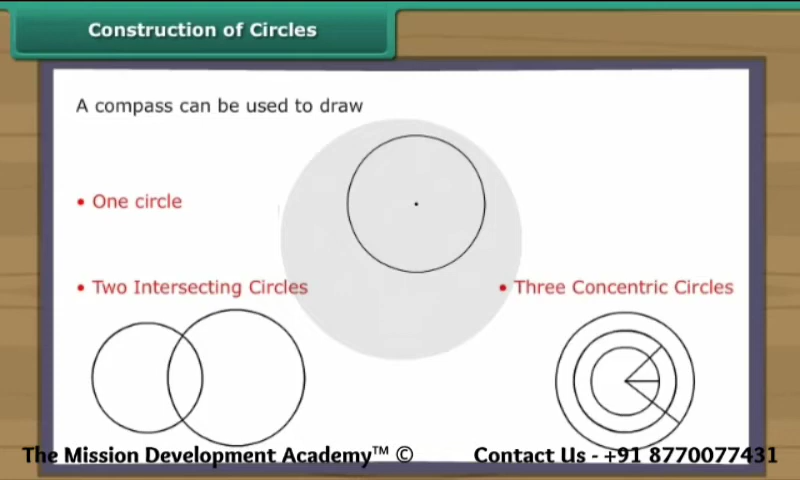 Construction of Circles
A compass can be used to draw
• One circle
• Two Intersecting Circles
• Three Concentric Circles
The Mission Development Academy™ ©
Contact Us - +91 8770077431